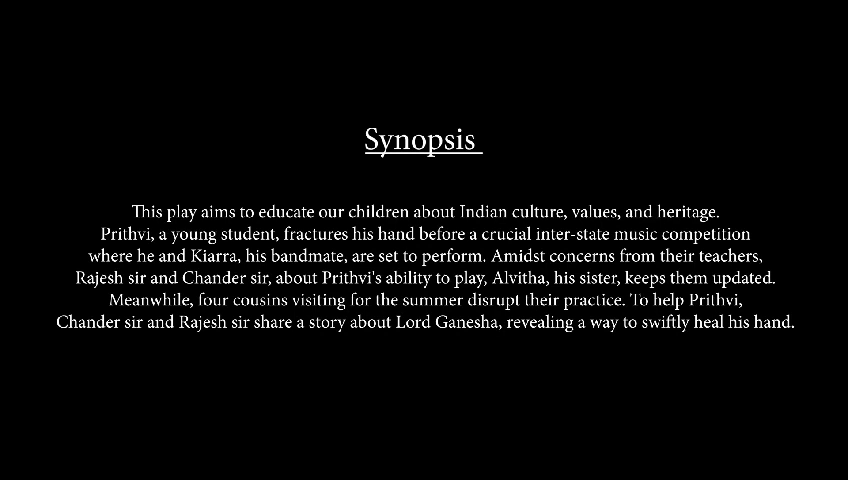 Synopsis
This play aims to educate our children about Indian culture, values, and heritage.
Prithvi, a young student, fractures his hand before a crucial inter-state music competition
where he and Kiarra, his bandmate, are set to perform. Amidst concerns from their teachers,
Rajesh sir and Chander sir, about Prithvi's ability to play, Alvitha, his sister, keeps them updated.
Meanwhile, four cousins visiting for the summer disrupt their practice. To help Prithvi,
Chander sir and Rajesh sir share a story about Lord Ganesha, revealing a way to swiftly heal his hand.